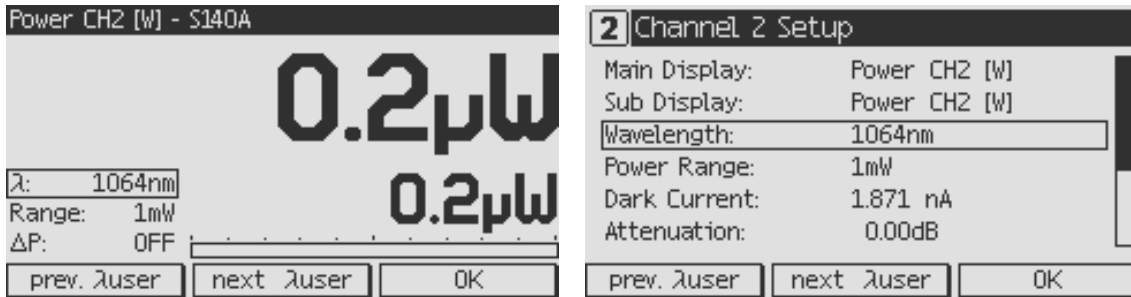 Power CH2 [W] - S140A
0.2µW
λ: 1064nm
0.2µW
Range: 1mW
ΔP: OFF
prev. λuser next λuser OK
2 Channel 2 Setup
Main Display: Power CH2 [W]
Sub Display: Power CH2 [W]
Wavelength: 1064nm
Power Range: 1mW
Dark Current: 1.871 nA
Attenuation: 0.00dB
prev. λuser next λuser OK